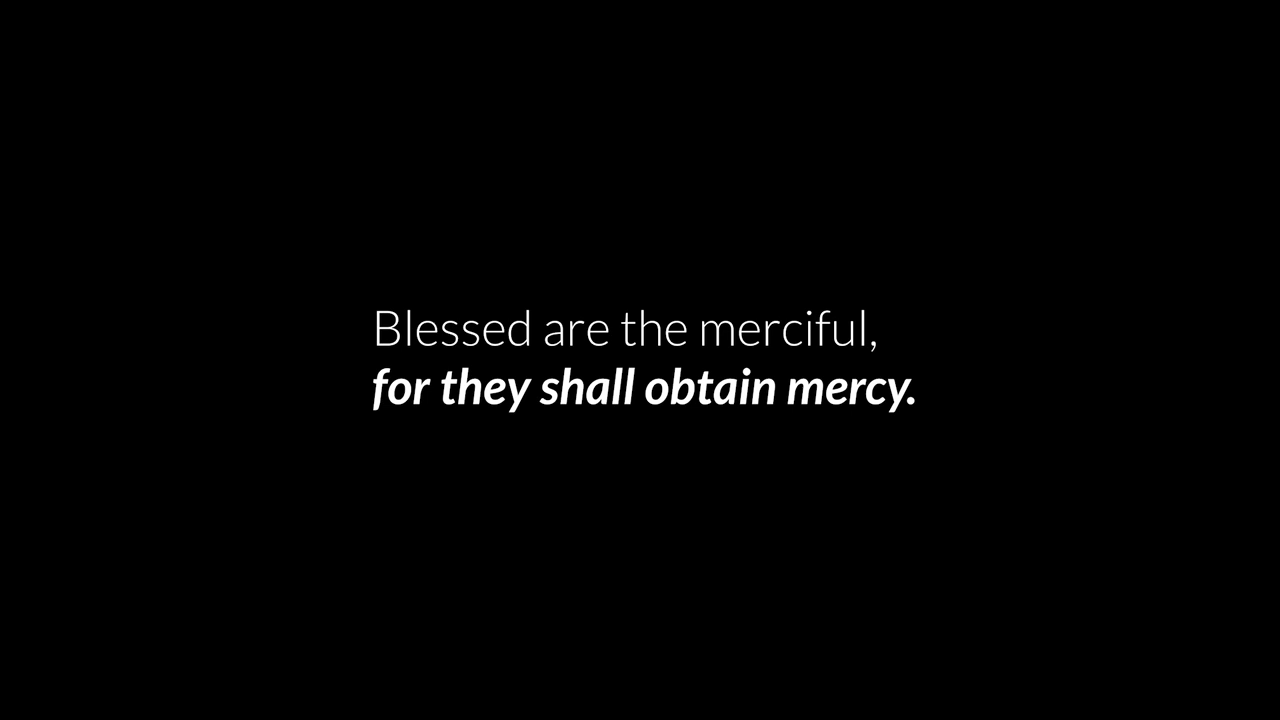 Blessed are the merciful,
for they shall obtain mercy.